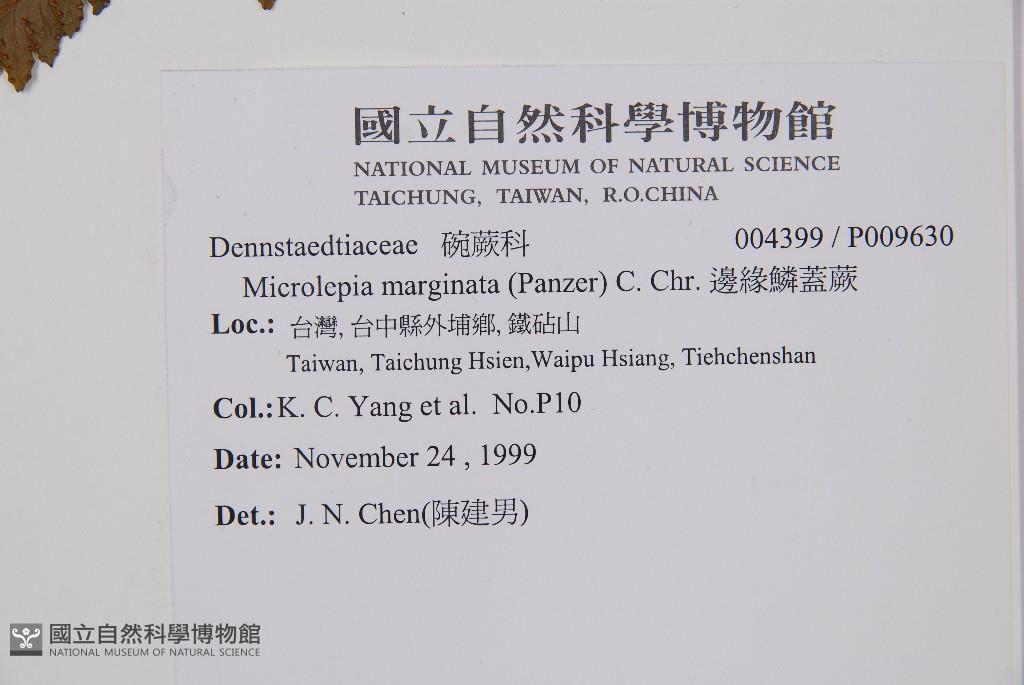 國立自然科學博物館
NATIONAL MUSEUM OF NATURAL SCIENCE
TAICHUNG, TAIWAN, R.O.CHINA
Dennstaedtiaceae 碗蕨科 004399 / P009630
Microlepia marginata (Panzer) C. Chr. 邊緣鱗蓋蕨
Loc.: 台灣, 台中縣外埔鄉, 鐵砧山
Taiwan, Taichung Hsien,Waipu Hsiang, Tiehchenshan
Col.:K. C. Yang et al. No.P10
Date: November 24 , 1999
Det.: J. N. Chen(陳建男)
國立自然科學博物館
NATIONAL MUSEUM OF NATURAL SCIENCE